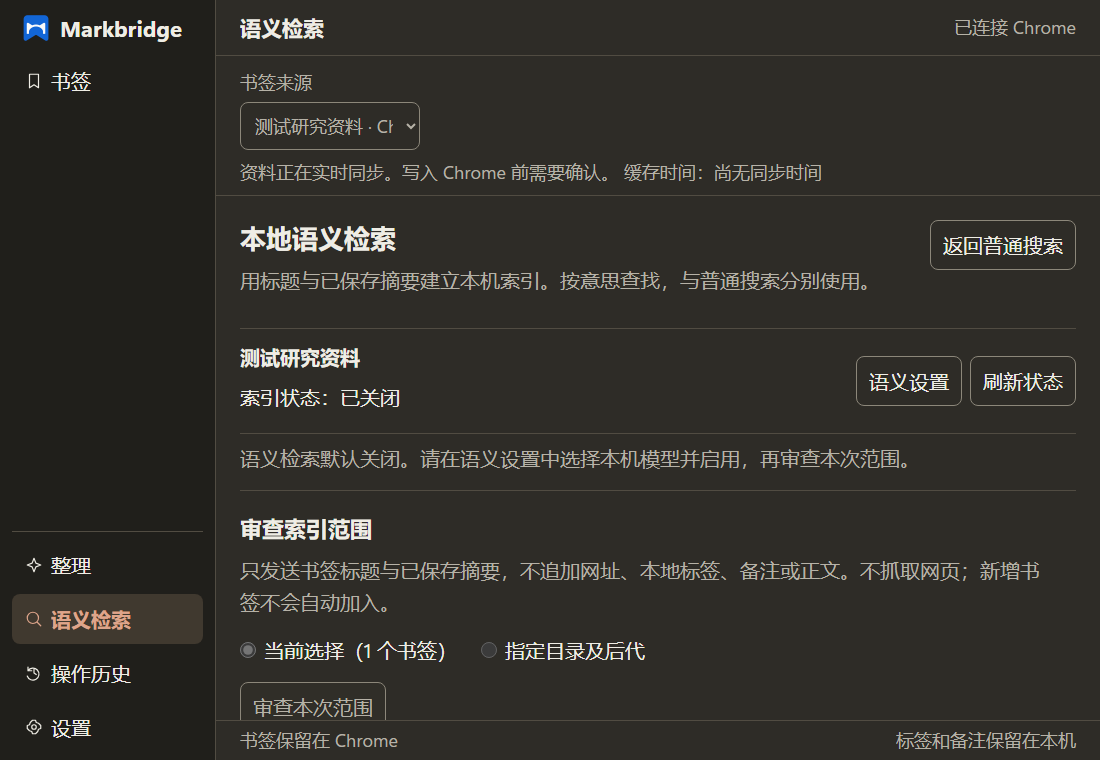 Markbridge
书签
整理
语义检索
操作历史
设置
语义检索
已连接 Chrome
书签来源
测试研究资料 · Ch
资料正在实时同步。写入 Chrome 前需要确认。 缓存时间：尚无同步时间
本地语义检索
返回普通搜索
用标题与已保存摘要建立本机索引。按意思查找，与普通搜索分别使用。
测试研究资料
索引状态：已关闭
语义设置
刷新状态
语义检索默认关闭。请在语义设置中选择本机模型并启用，再审查本次范围。
审查索引范围
只发送书签标题与已保存摘要，不追加网址、本地标签、备注或正文。不抓取网页；新增书
签不会自动加入。
当前选择（1 个书签）
指定目录及后代
审查本次范围
书签保留在 Chrome
标签和备注保留在本机